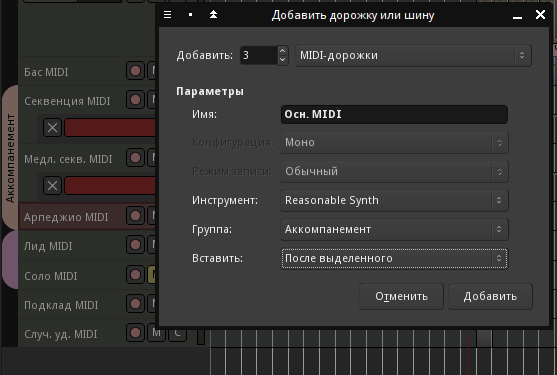 Добавить дорожку или шину
Добавить: 3 MIDI-дорожки
Параметры
Имя: Осн. MIDI
Конфигурация: Моно
Режим записи: Обычный
Инструмент: Reasonable Synth
Группа: Аккомпанемент
Вставить: После выделенного
Отменить Добавить
Аккомпанемент
Бас MIDI
Секвенция MIDI
Медл. секв. MIDI
Арпеджио MIDI
Лид MIDI
Соло MIDI
Подклад MIDI
Случ. уд. MIDI M С